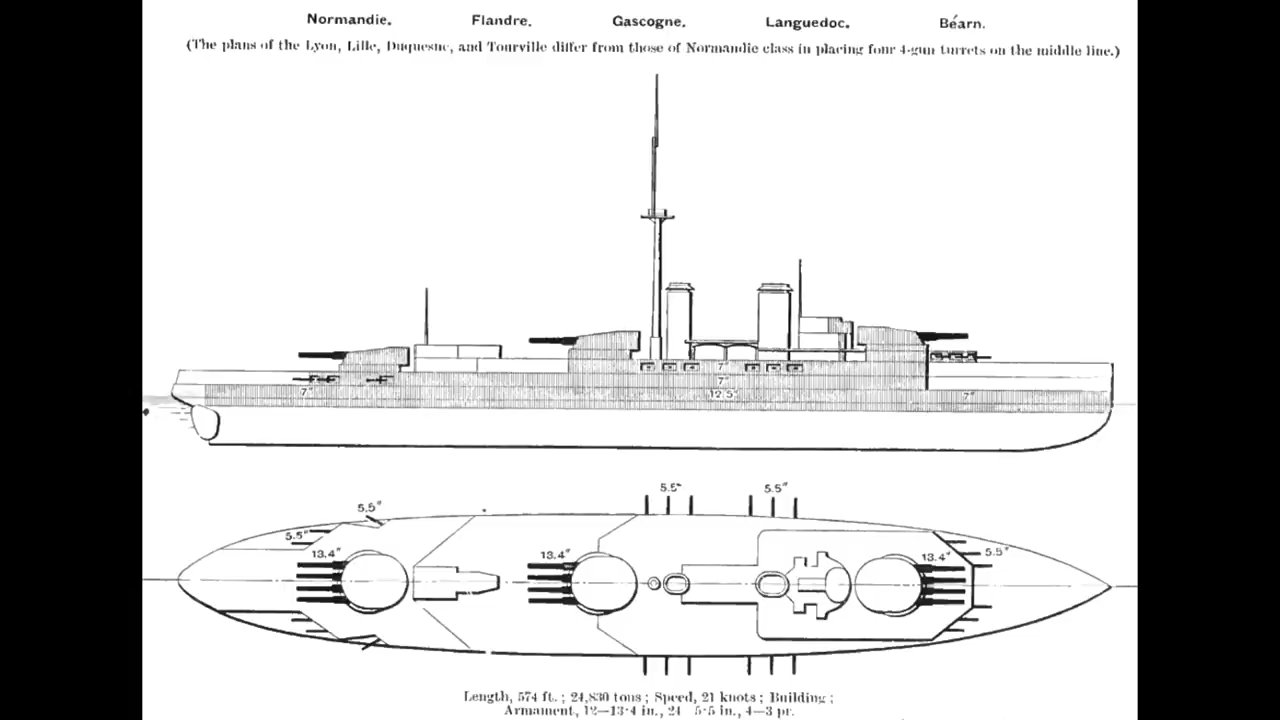 Normandie. Flandre. Gascogne. Languedoc. Béarn.
(The plans of the Lyon, Lille, Duquesne, and Tourville differ from those of Normandie class in placing four 4-gun turrets on the middle line.)
7"
7"
7"
12.5"
7"
5.5" 5.5"
5.5"
5.5"
13.4" 13.4" 13.4" 5.5"
Length, 574 ft.; 24,830 tons; Speed, 21 knots; Building;
Armament, 12—13·4 in., 24 5·5 in., 4—3 pr.